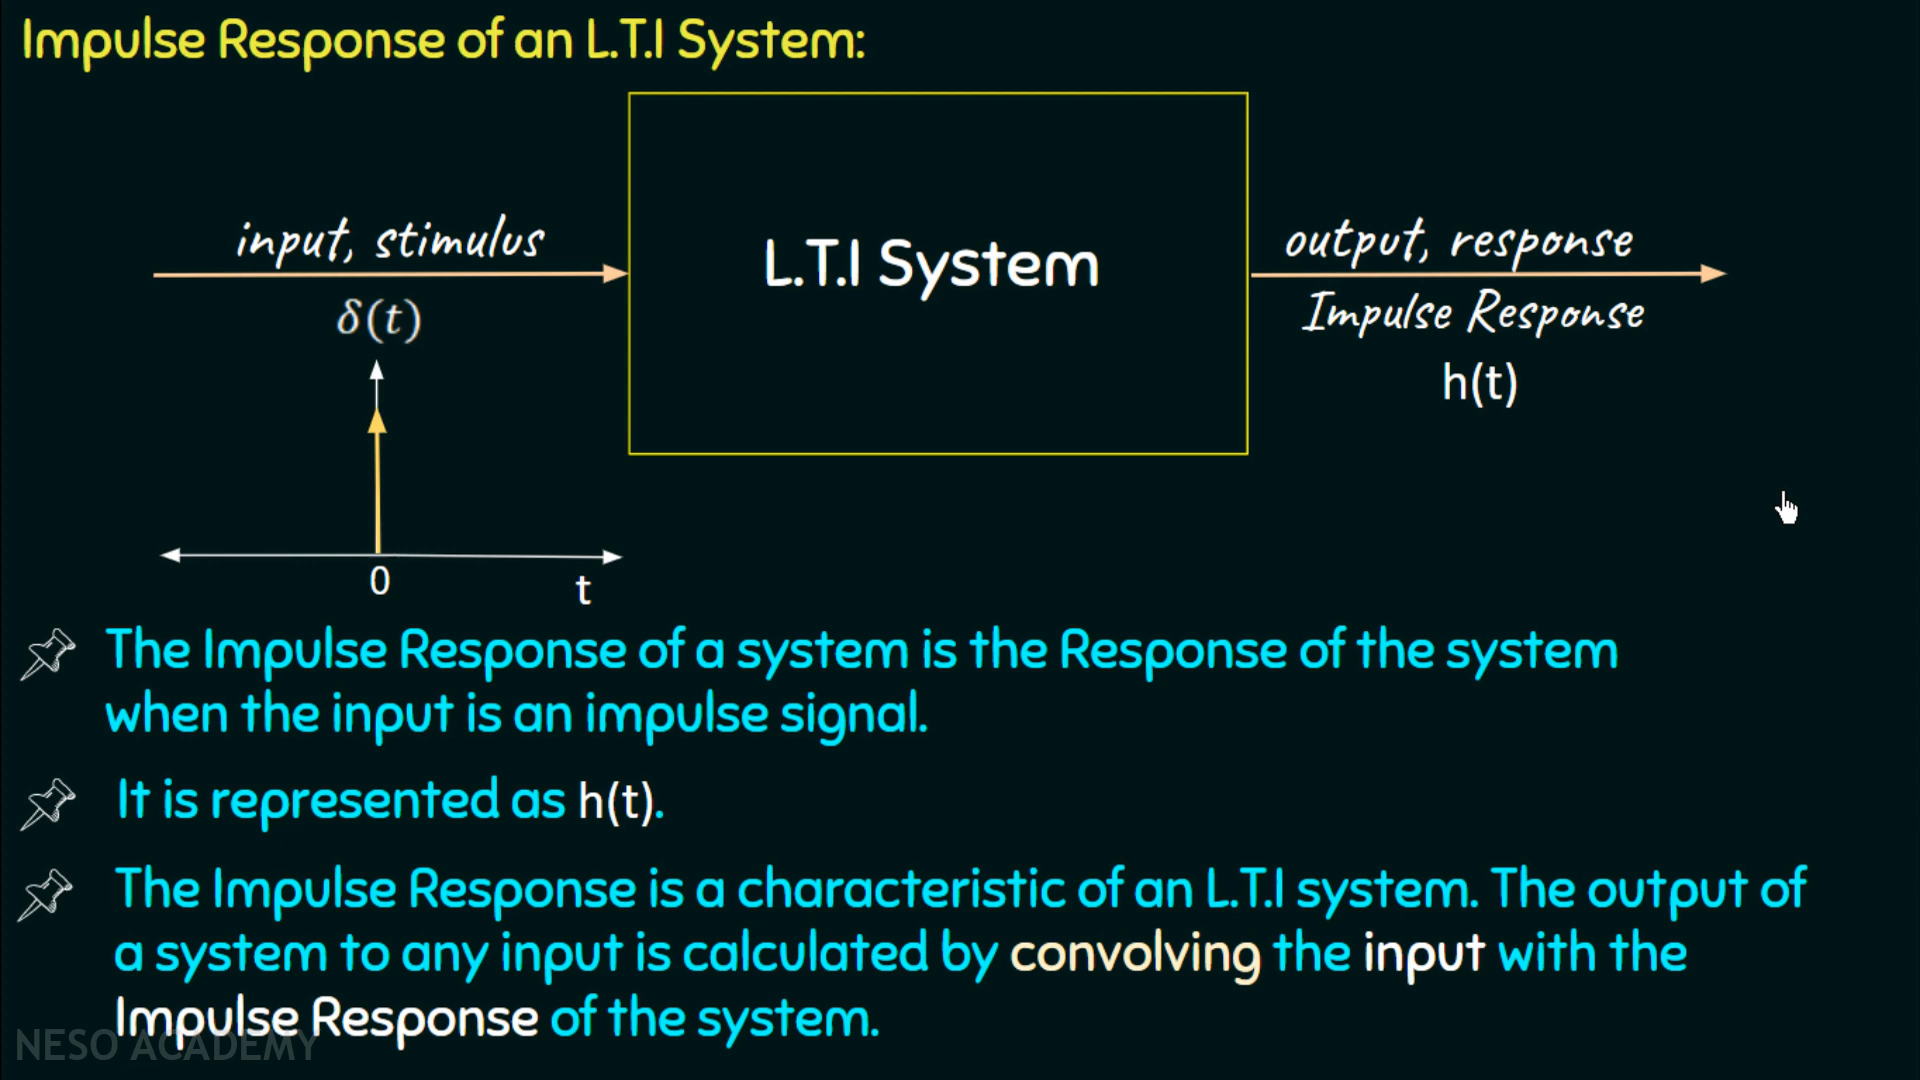 Impulse Response of an L.T.I System:
input, stimulus
δ(t)
L.T.I System
output, response
Impulse Response
h(t)
0
t
The Impulse Response of a system is the Response of the system
when the input is an impulse signal.
It is represented as h(t).
The Impulse Response is a characteristic of an L.T.I system. The output of
a system to any input is calculated by convolving the input with the
Impulse Response of the system.
NESO ACADEMY